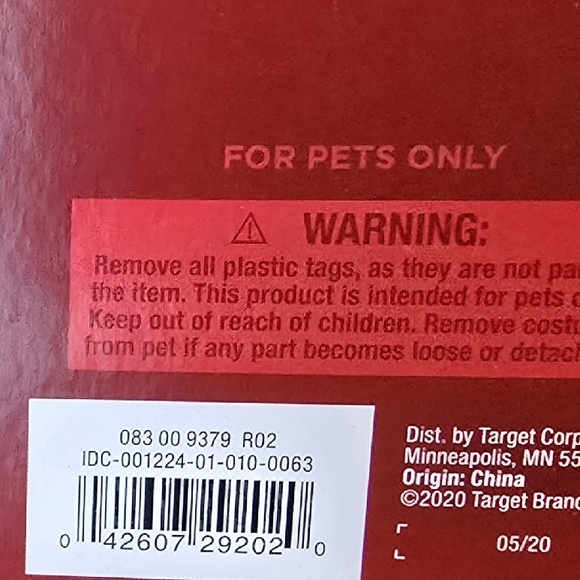 FOR PETS ONLY
WARNING:
Remove all plastic tags, as they are not
the item. This product is intended for pets
Keep out of reach of children. Remove
from pet if any part becomes loose or
083 00 9379 R02
IDC-001224-01-010-0063
0 42607 29202 0
Dist. by Target
Minneapolis, MN
Origin: China
©2020 Target
05/20